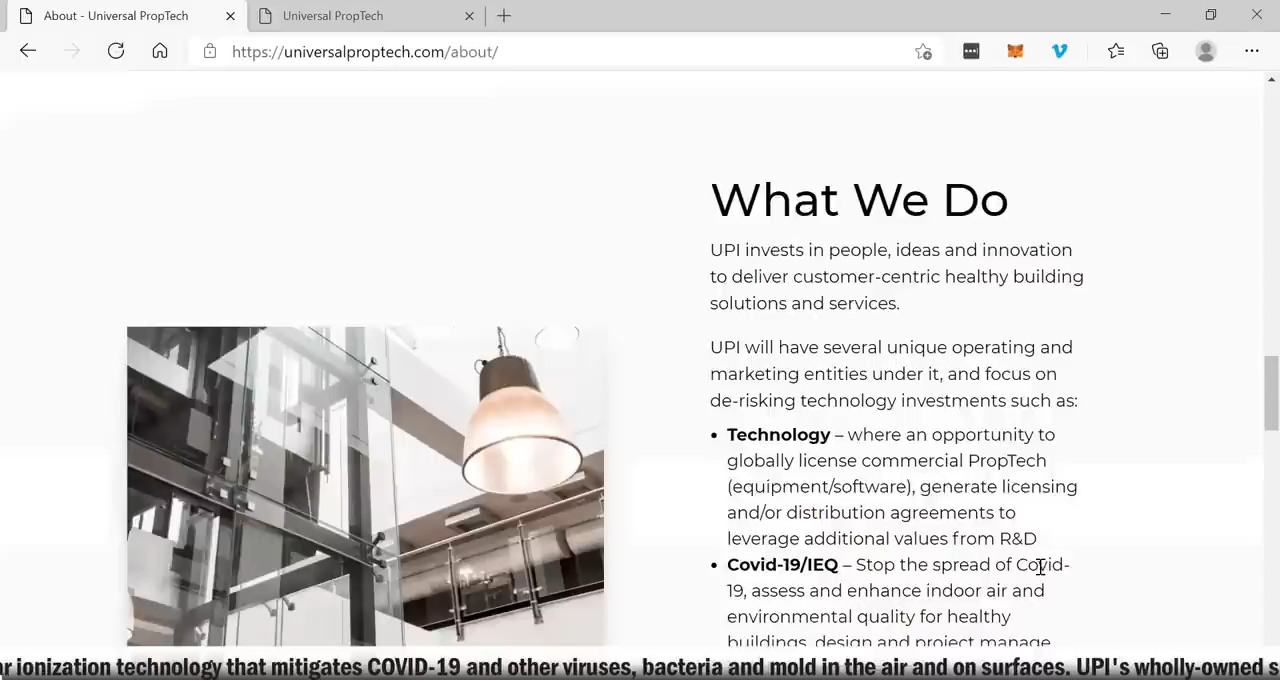 About - Universal PropTech
Universal PropTech
https://universalproptech.com/about/
What We Do
UPI invests in people, ideas and innovation
to deliver customer-centric healthy building
solutions and services.
UPI will have several unique operating and
marketing entities under it, and focus on
de-risking technology investments such as:
• Technology – where an opportunity to
globally license commercial PropTech
(equipment/software), generate licensing
and/or distribution agreements to
leverage additional values from R&D
• Covid-19/IEQ – Stop the spread of Covid-
19, assess and enhance indoor air and
environmental quality for healthy
buildings, design and project manage
ionization technology that mitigates COVID-19 and other viruses, bacteria and mold in the air and on surfaces. UPI's wholly-owned